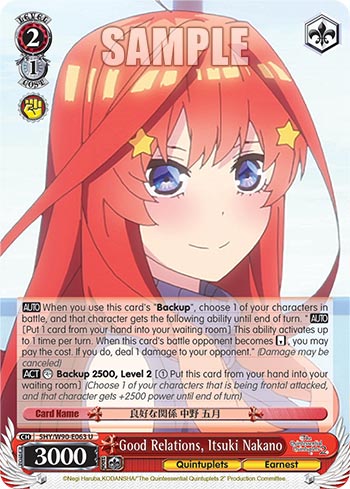 LEVEL
2
1
COST
SAMPLE
AUTO When you use this card's "Backup", choose 1 of your characters in
battle, and that character gets the following ability until end of turn. "AUTO
[Put 1 card from your hand into your waiting room] This ability activates up
to 1 time per turn. When this card's battle opponent becomes , you may
pay the cost. If you do, deal 1 damage to your opponent." (Damage may be
canceled)
ACT Backup 2500, Level 2 [① Put this card from your hand into your
waiting room] (Choose 1 of your characters that is being frontal attacked,
and that character gets +2500 power until end of turn)
Card Name 良好な関係 中野 五月
CH 5HY/W90-E063 U Good Relations, Itsuki Nakano
3000 Quintuplets Earnest
©Negi Haruba,KODANSHA/"The Quintessential Quintuplets 2" Production Committee.